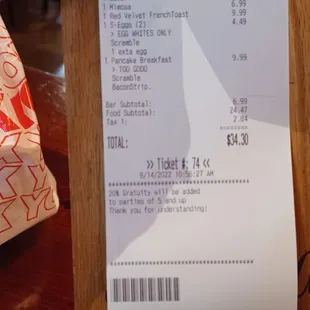 1 Mimosa 6.99
1 Red Velvet FrenchToast 9.99
1 S-Eggs (2) 4.49
> EGG WHITES ONLY
Scramble
1 exta egg
1 Pancake Breakfast 9.99
> TOO GOOD
Scramble
BaconStrip.
Bar Subtotal: 6.99
Food Subtotal: 24.47
Tax 1: 2.84
TOTAL: $34.30
>> Ticket #: 74 <<
8/14/2022 10:56:27 AM
20% Gratuity will be added
to parties of 5 and up
Thank you for understanding!